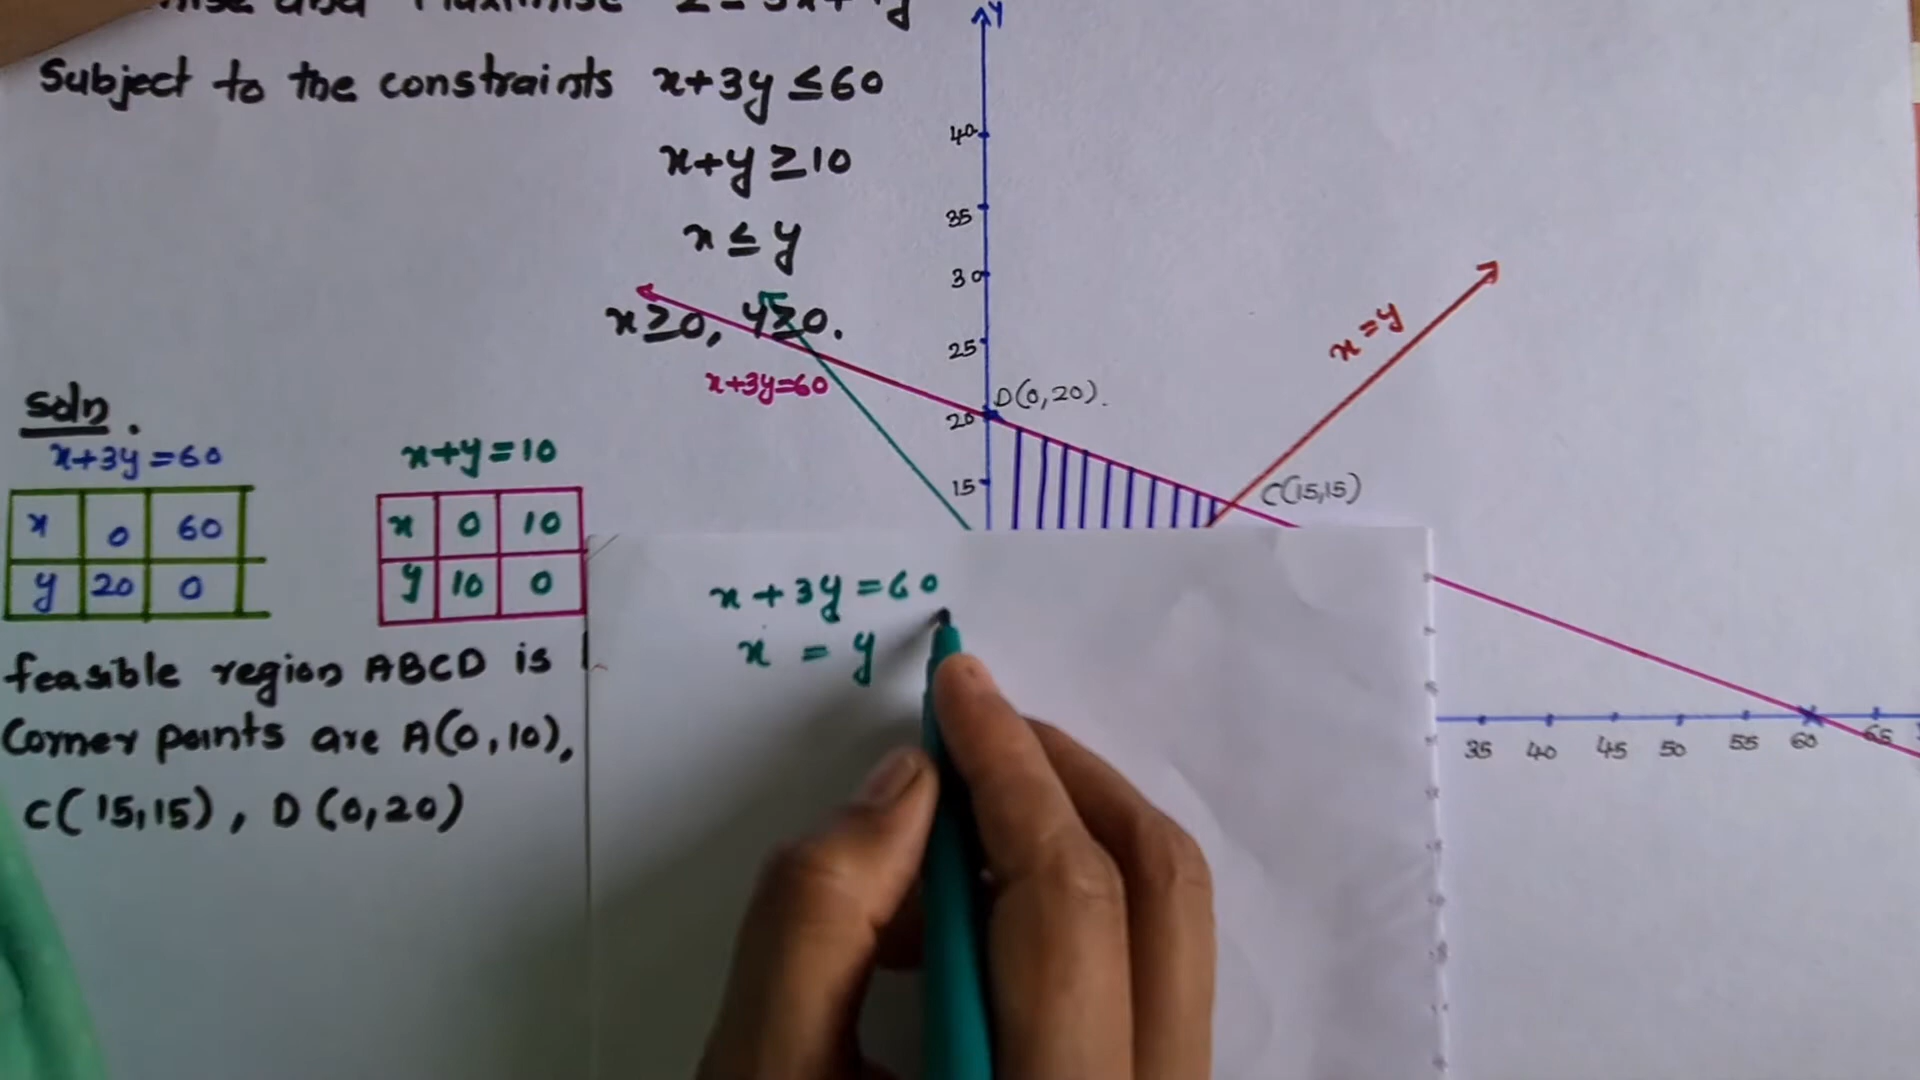 Subject to the constraints x+3y ≤60
x+y ≥10
x ≤ y
x ≥0, y≥0.
Soln.
x+3y =60
x 0 60
y 20 0
x+y=10
x 0 10
y 10 0
feasible region ABCD is
Corner points are A(0,10),
C(15,15), D(0,20)
x+3y=60
x = y
Y
40
35
30
25
20
15
D(0,20).
C(15,15)
x=y
x+3y=60
35 40 45 50 55 60 65